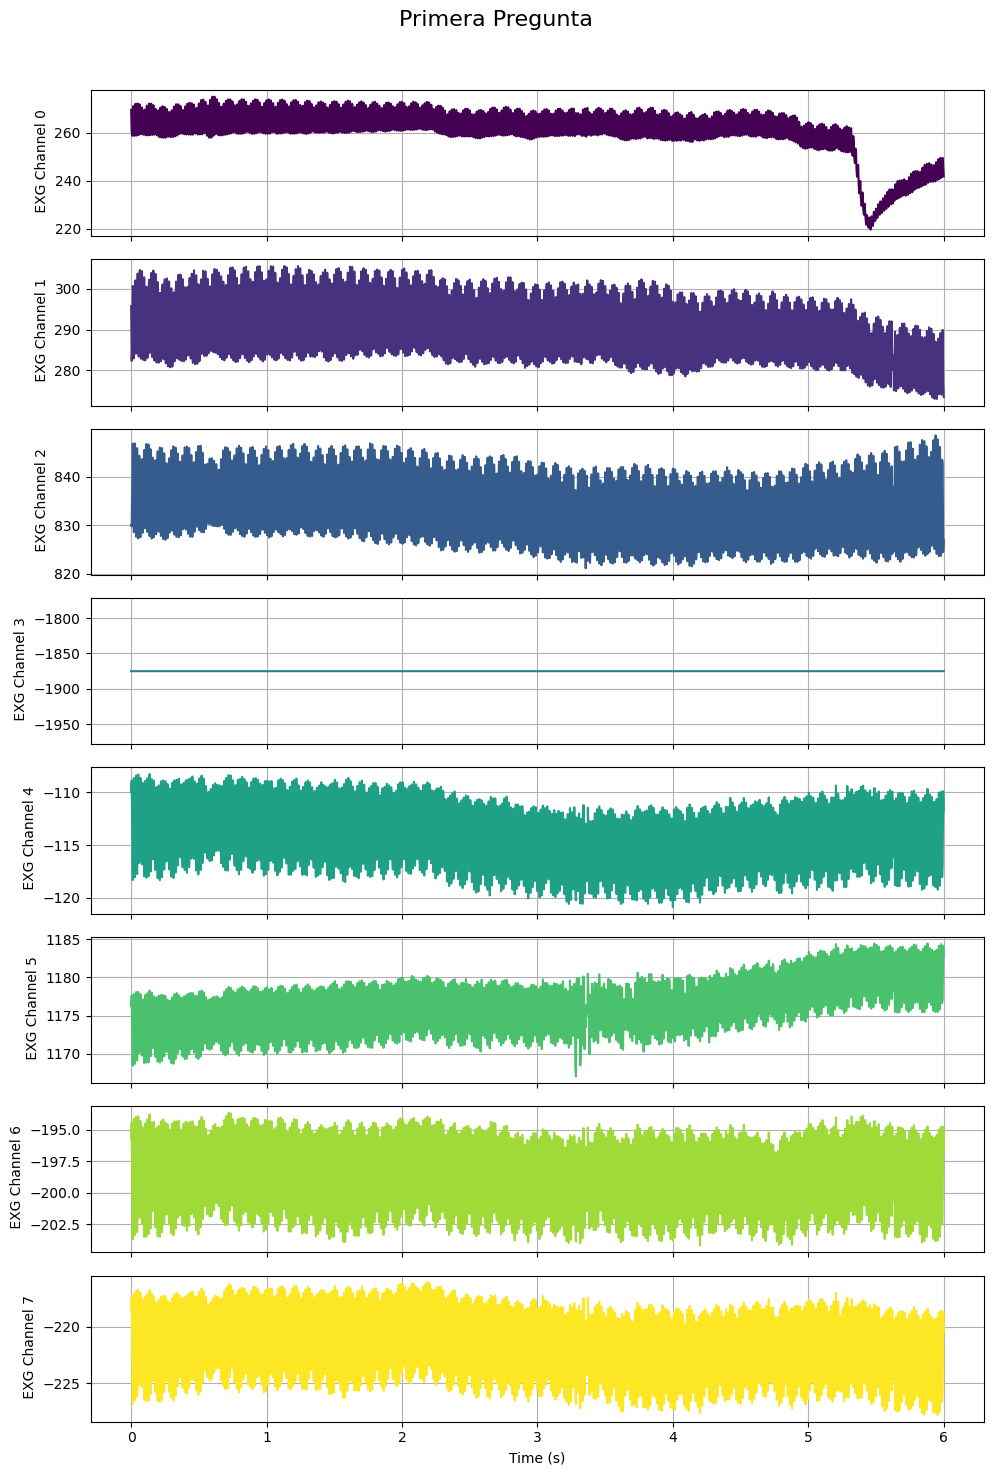 Primera Pregunta
EXG Channel 0
260
240
220
EXG Channel 1
300
290
280
EXG Channel 2
840
830
820
EXG Channel 3
−1800
−1850
−1900
−1950
EXG Channel 4
−110
−115
−120
EXG Channel 5
1185
1180
1175
1170
EXG Channel 6
−195.0
−197.5
−200.0
−202.5
EXG Channel 7
−220
−225
0 1 2 3 4 5 6
Time (s)